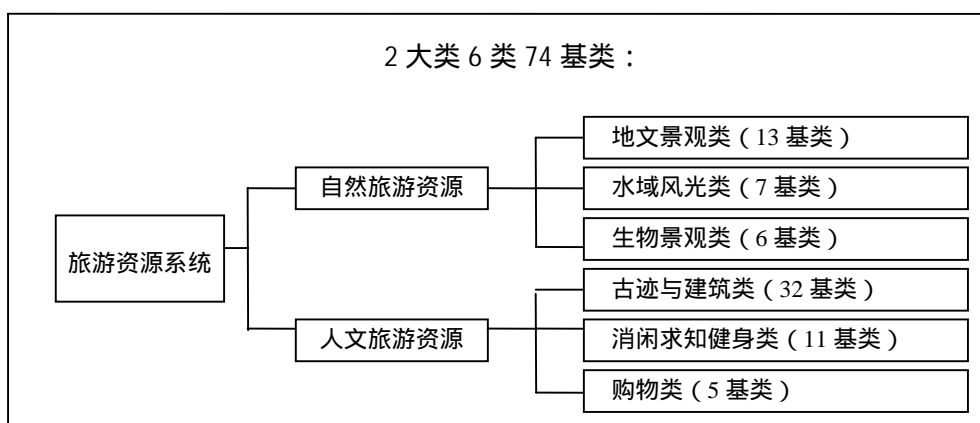 2 大类 6 类 74 基类：
旅游资源系统
自然旅游资源
地文景观类（13 基类）
水域风光类（7 基类）
生物景观类（6 基类）
人文旅游资源
古迹与建筑类（32 基类）
消闲求知健身类（11 基类）
购物类（5 基类）